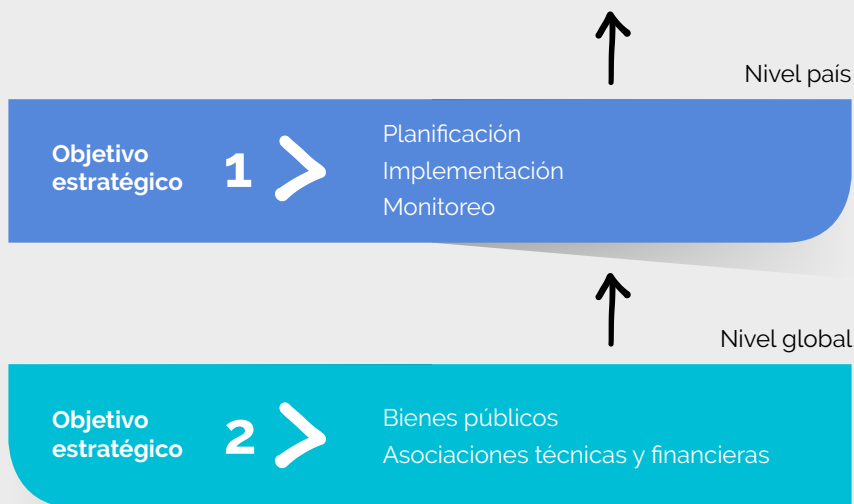 Nivel país
Objetivo
estratégico
1
Planificación
Implementación
Monitoreo
Nivel global
Objetivo
estratégico
2
Bienes públicos
Asociaciones técnicas y financieras